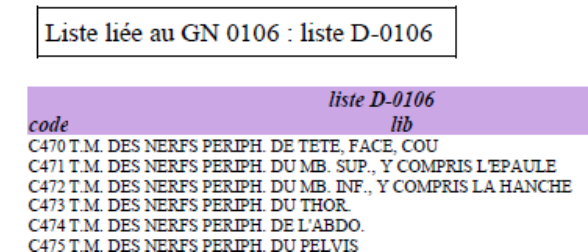 Liste liée au GN 0106 : liste D-0106
liste D-0106
code lib
C470 T.M. DES NERFS PERIPH. DE TETE, FACE, COU
C471 T.M. DES NERFS PERIPH. DU MB. SUP., Y COMPRIS L'EPAULE
C472 T.M. DES NERFS PERIPH. DU MB. INF., Y COMPRIS LA HANCHE
C473 T.M. DES NERFS PERIPH. DU THOR.
C474 T.M. DES NERFS PERIPH. DE L'ABDO.
C475 T.M. DES NERFS PERIPH. DU PELVIS